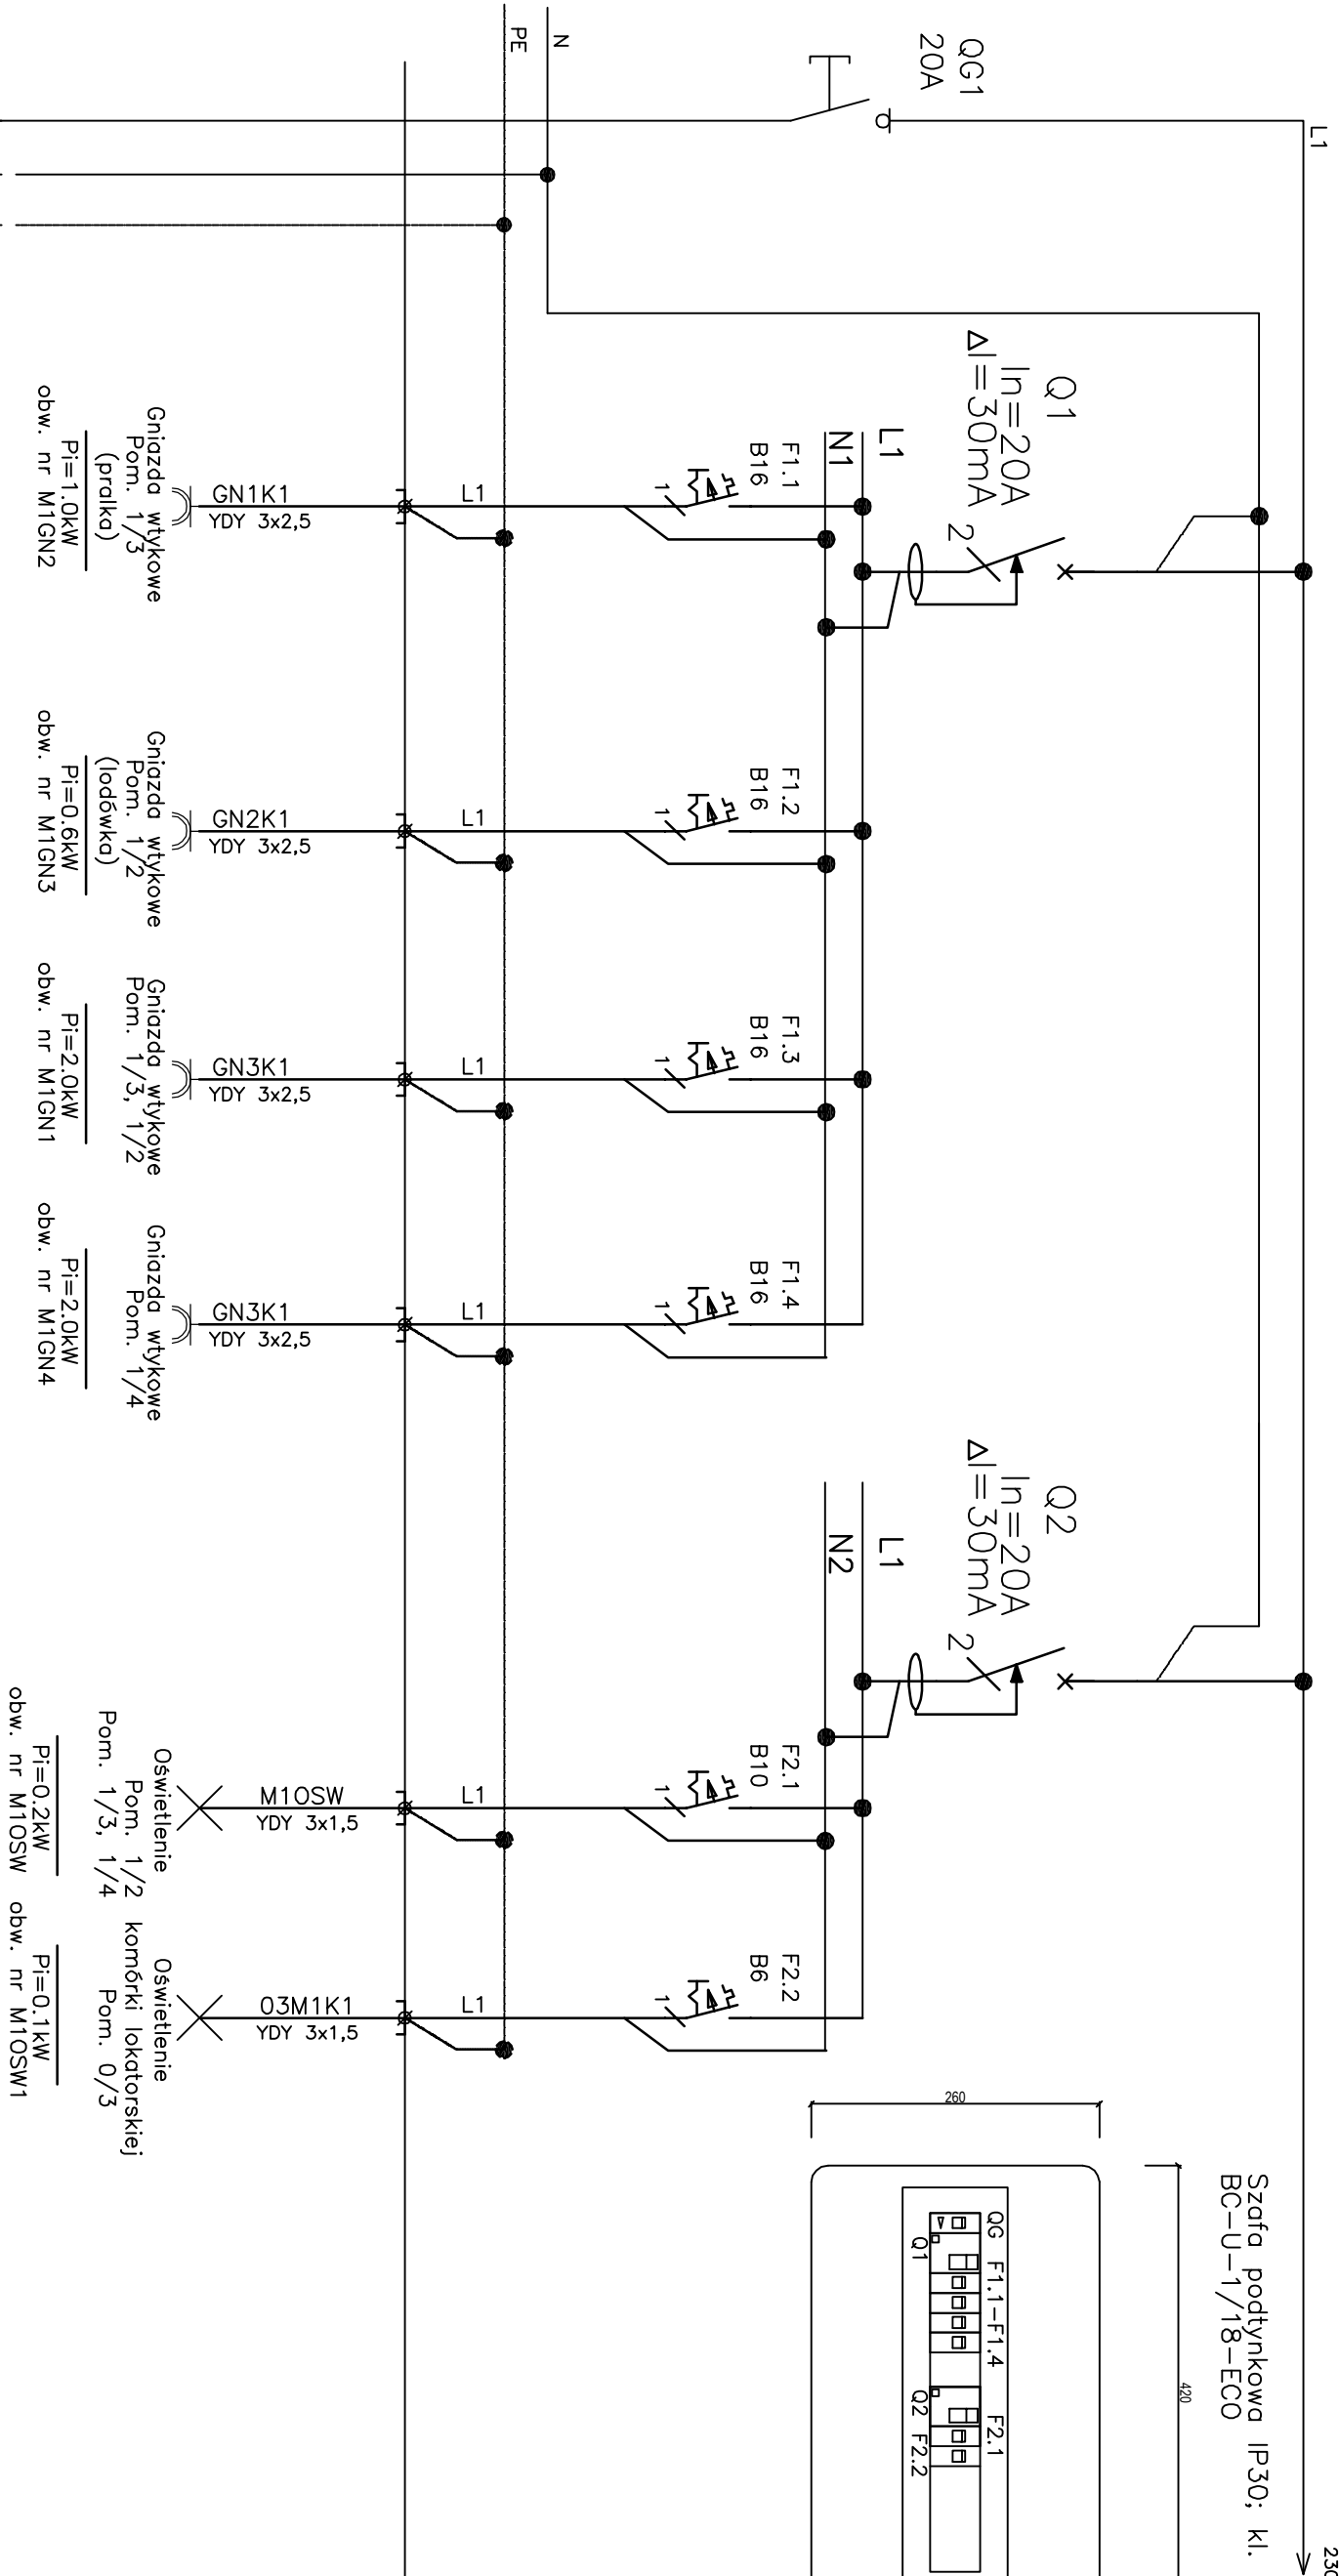 L1
230
QG1
20A
N
PE
Q1
In=20A
ΔI=30mA
2
L1
N1
F1.1
B16
1
L1
GN1K1
YDY 3x2,5
Gniazda wtykowe
Pom. 1/3
(pralka)
Pi=1.0kW
obw. nr M1GN2
F1.2
B16
1
L1
GN2K1
YDY 3x2,5
Gniazda wtykowe
Pom. 1/2
(lodówka)
Pi=0.6kW
obw. nr M1GN3
F1.3
B16
1
L1
GN3K1
YDY 3x2,5
Gniazda wtykowe
Pom. 1/3, 1/2
Pi=2.0kW
obw. nr M1GN1
F1.4
B16
1
L1
GN3K1
YDY 3x2,5
Gniazda wtykowe
Pom. 1/4
Pi=2.0kW
obw. nr M1GN4
Q2
In=20A
ΔI=30mA
2
L1
N2
F2.1
B10
1
L1
M1OSW
YDY 3x1,5
Oświetlenie
Pom. 1/2
Pom. 1/3, 1/4
Pi=0.2kW
obw. nr M1OSW
F2.2
B6
1
L1
03M1K1
YDY 3x1,5
Oświetlenie
komórki lokatorskiej
Pom. 0/3
Pi=0.1kW
obw. nr M1OSW1
Szafa podtynkowa IP30; kl.
BC-U-1/18-ECO
420
260
QG F1.1-F1.4 F2.1
Q1 Q2 F2.2